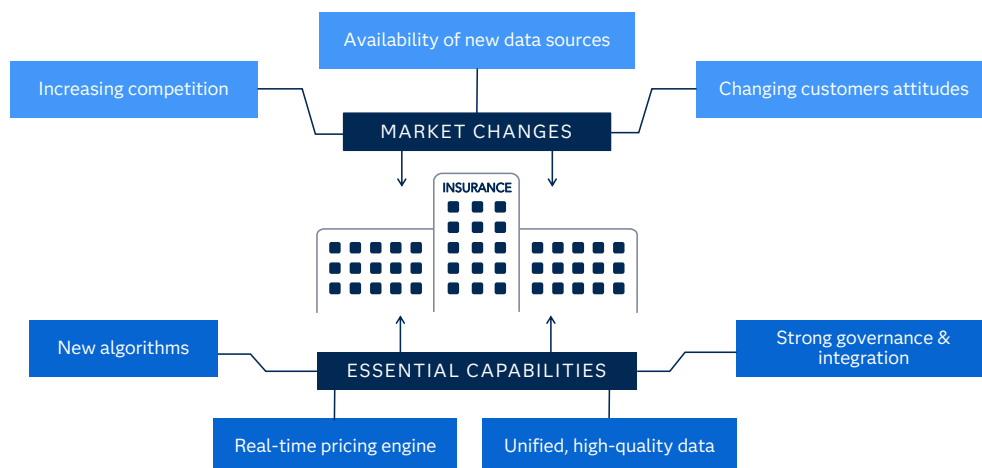 Availability of new data sources
Increasing competition
Changing customers attitudes
MARKET CHANGES
INSURANCE
New algorithms
Strong governance &
integration
ESSENTIAL CAPABILITIES
Real-time pricing engine
Unified, high-quality data